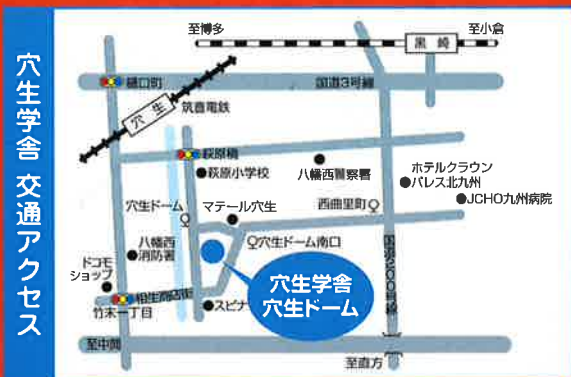 穴生学舎 交通アクセス
至博多
至小倉
黒崎
樋口町
国道3号線
穴生
筑豊電鉄
萩原橋
萩原小学校
八幡西警察署
ホテルクラウン
パレス北九州
JCHO九州病院
穴生ドーム
マテール穴生
西曲里町
八幡西
消防署
穴生ドーム南口
国道200号線
ドコモ
ショップ
穴生学舎
穴生ドーム
相生商店街
スピナ
竹末一丁目
至中間
至直方